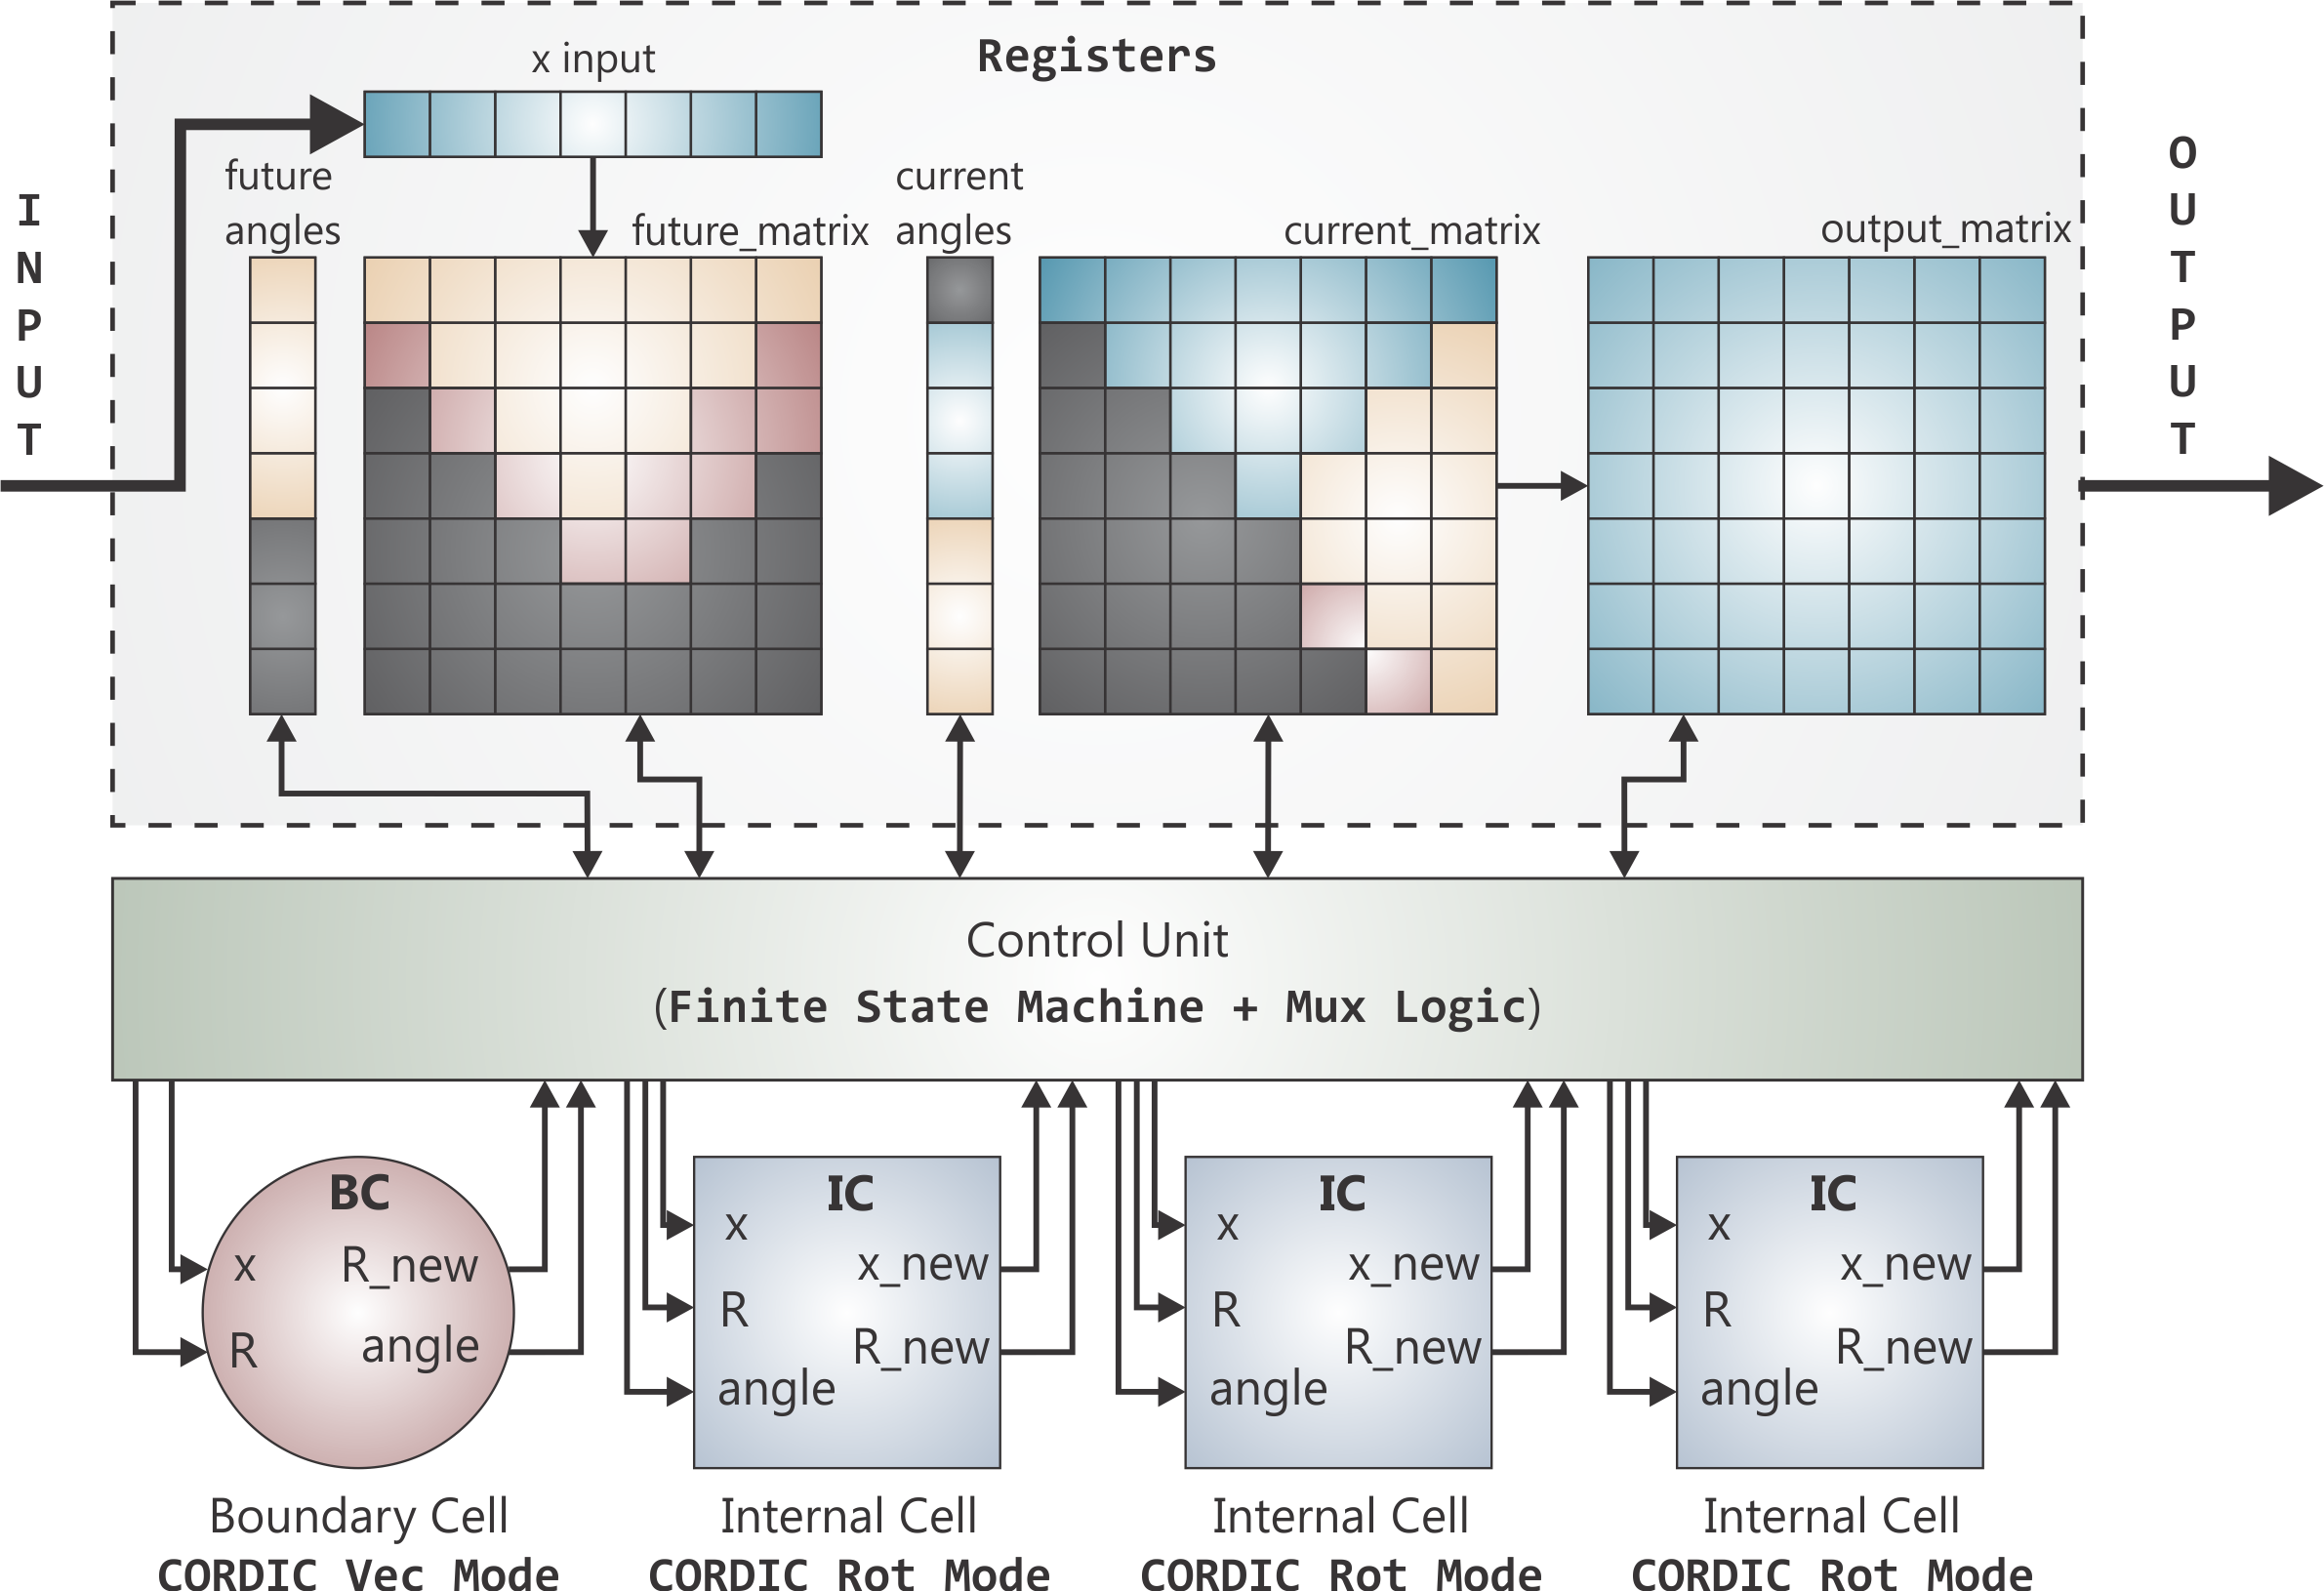 Registers
x input
INPUT
OUTPUT
future
angles
future_matrix
current
angles
current_matrix
output_matrix
Control Unit
(Finite State Machine + Mux Logic)
BC
x
R_new
R
angle
IC
x
x_new
R
R_new
angle
IC
x
x_new
R
R_new
angle
IC
x
x_new
R
R_new
angle
Boundary Cell
CORDIC Vec Mode
Internal Cell
CORDIC Rot Mode
Internal Cell
CORDIC Rot Mode
Internal Cell
CORDIC Rot Mode